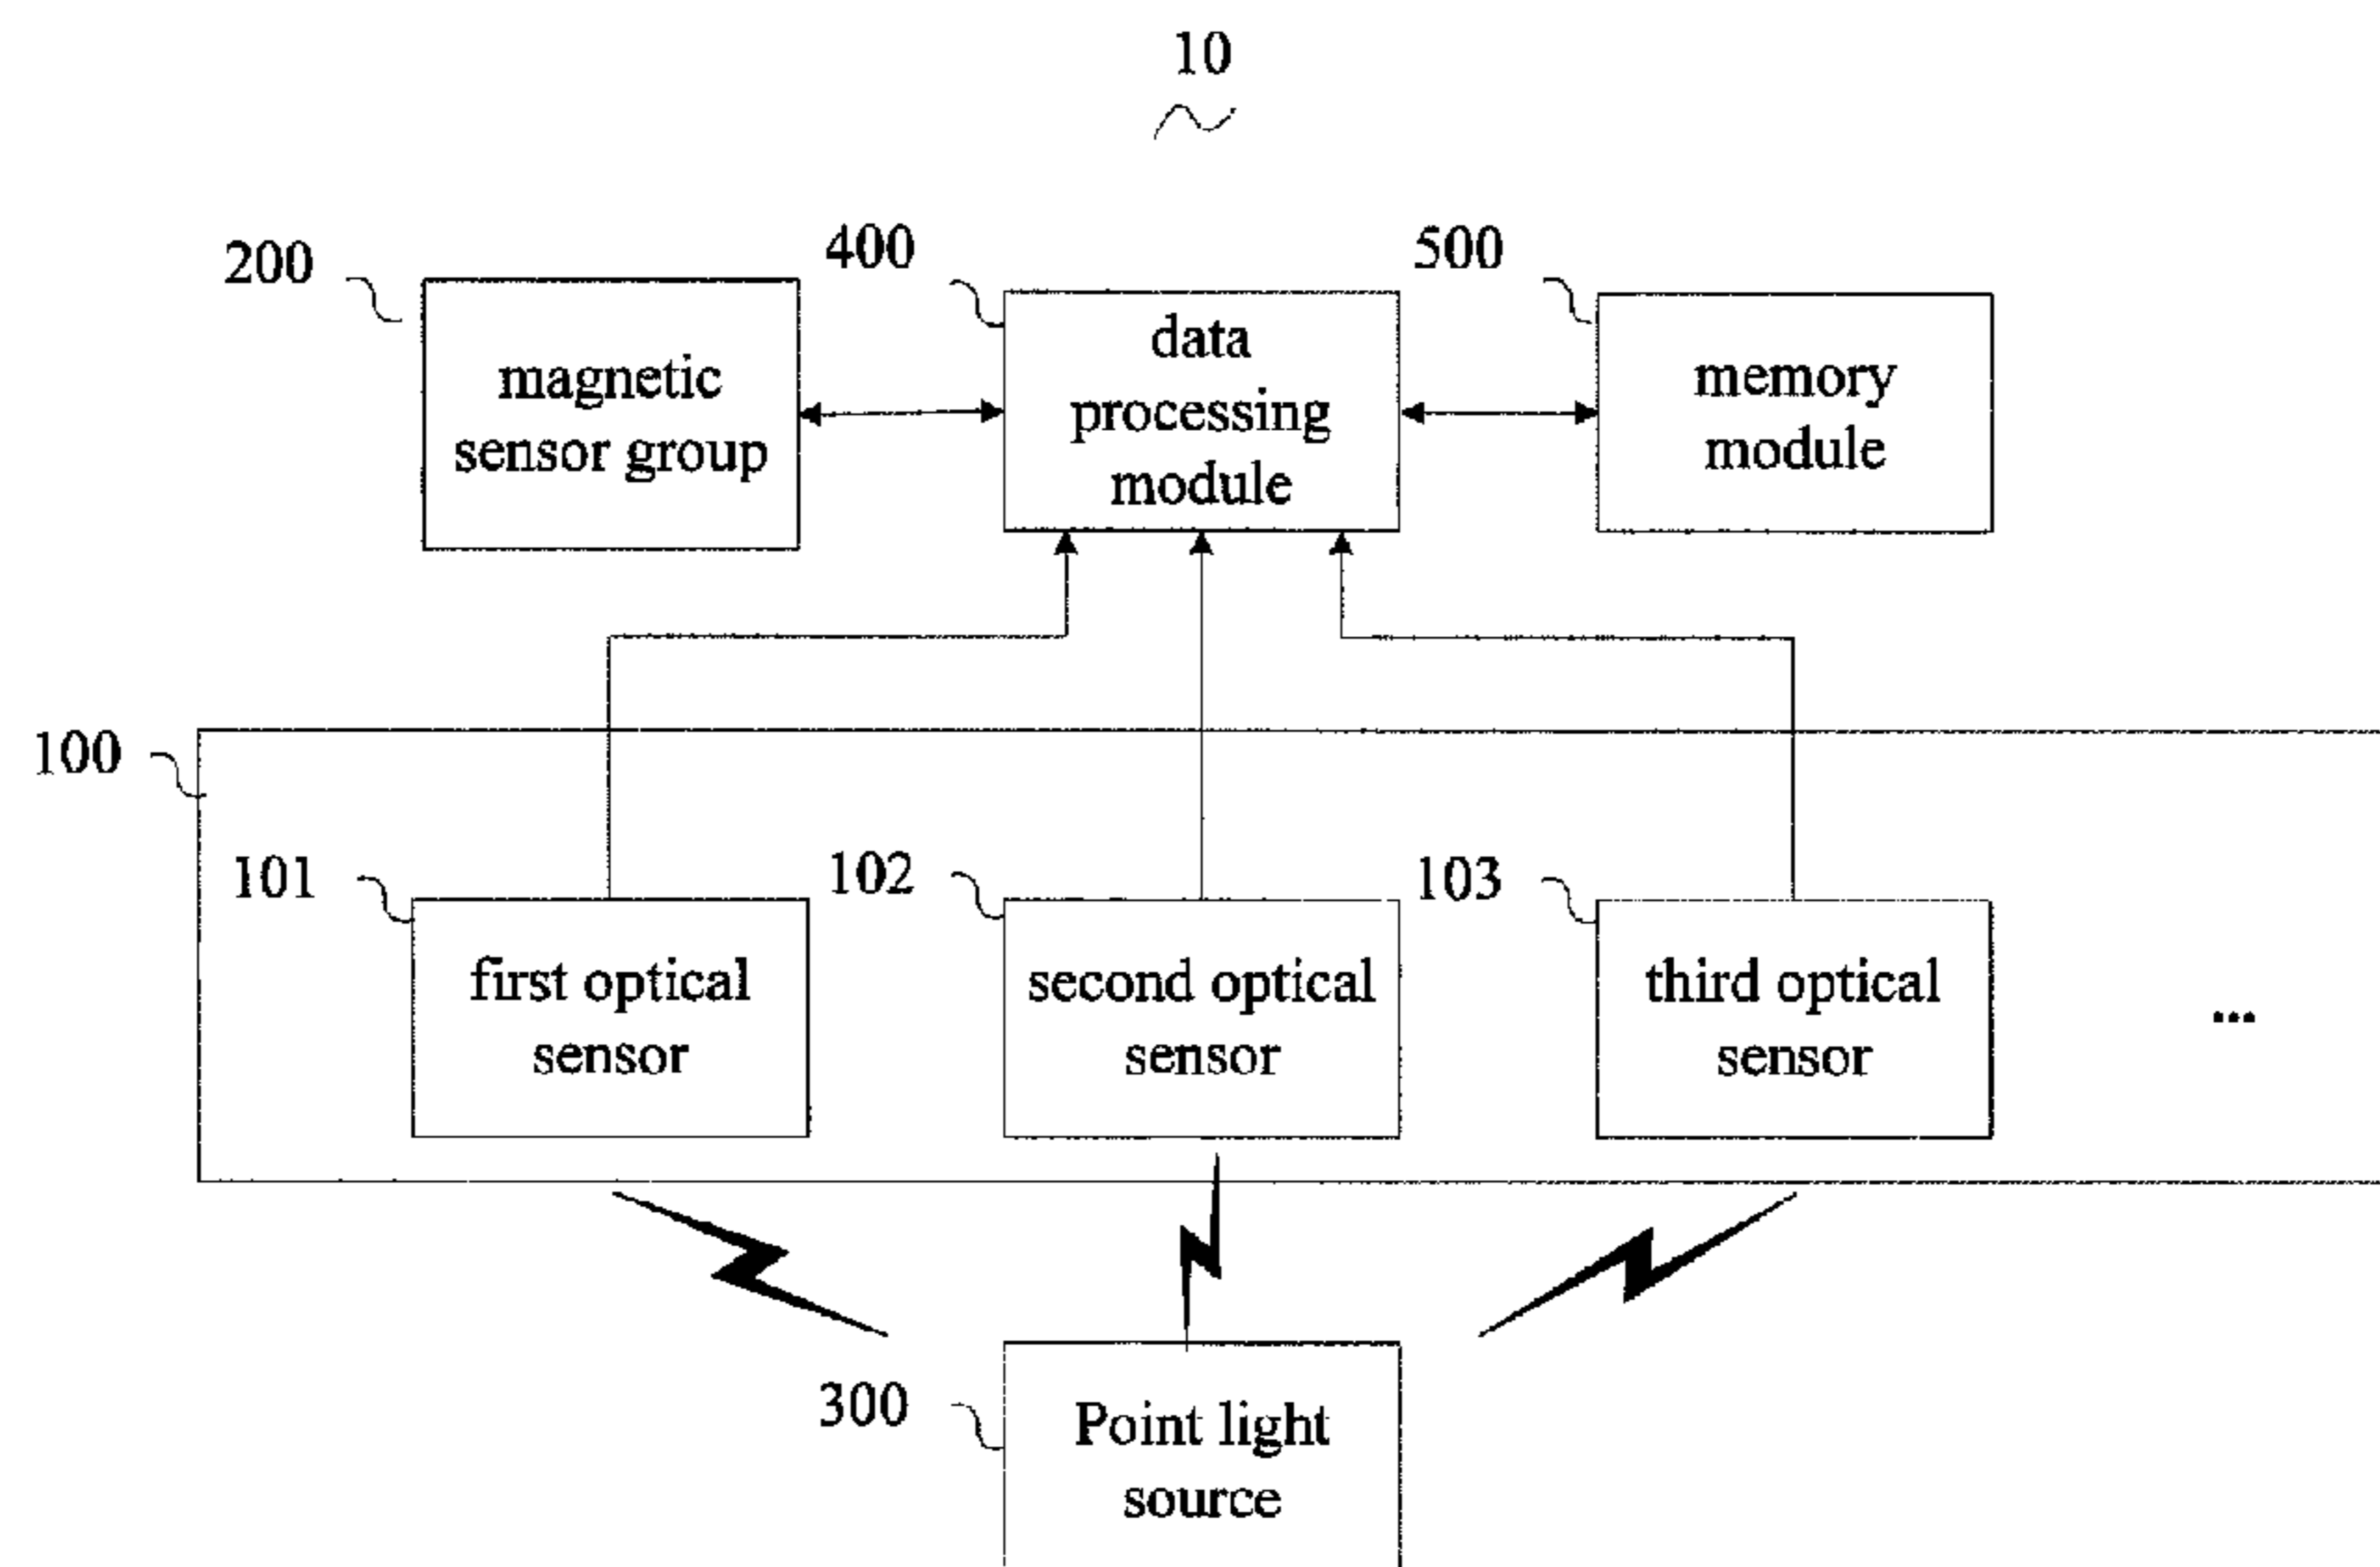 10
200
400
500
magnetic
sensor group
data
processing
module
memory
module
100
101
102
103
first optical
sensor
second optical
sensor
third optical
sensor
...
300
Point light
source